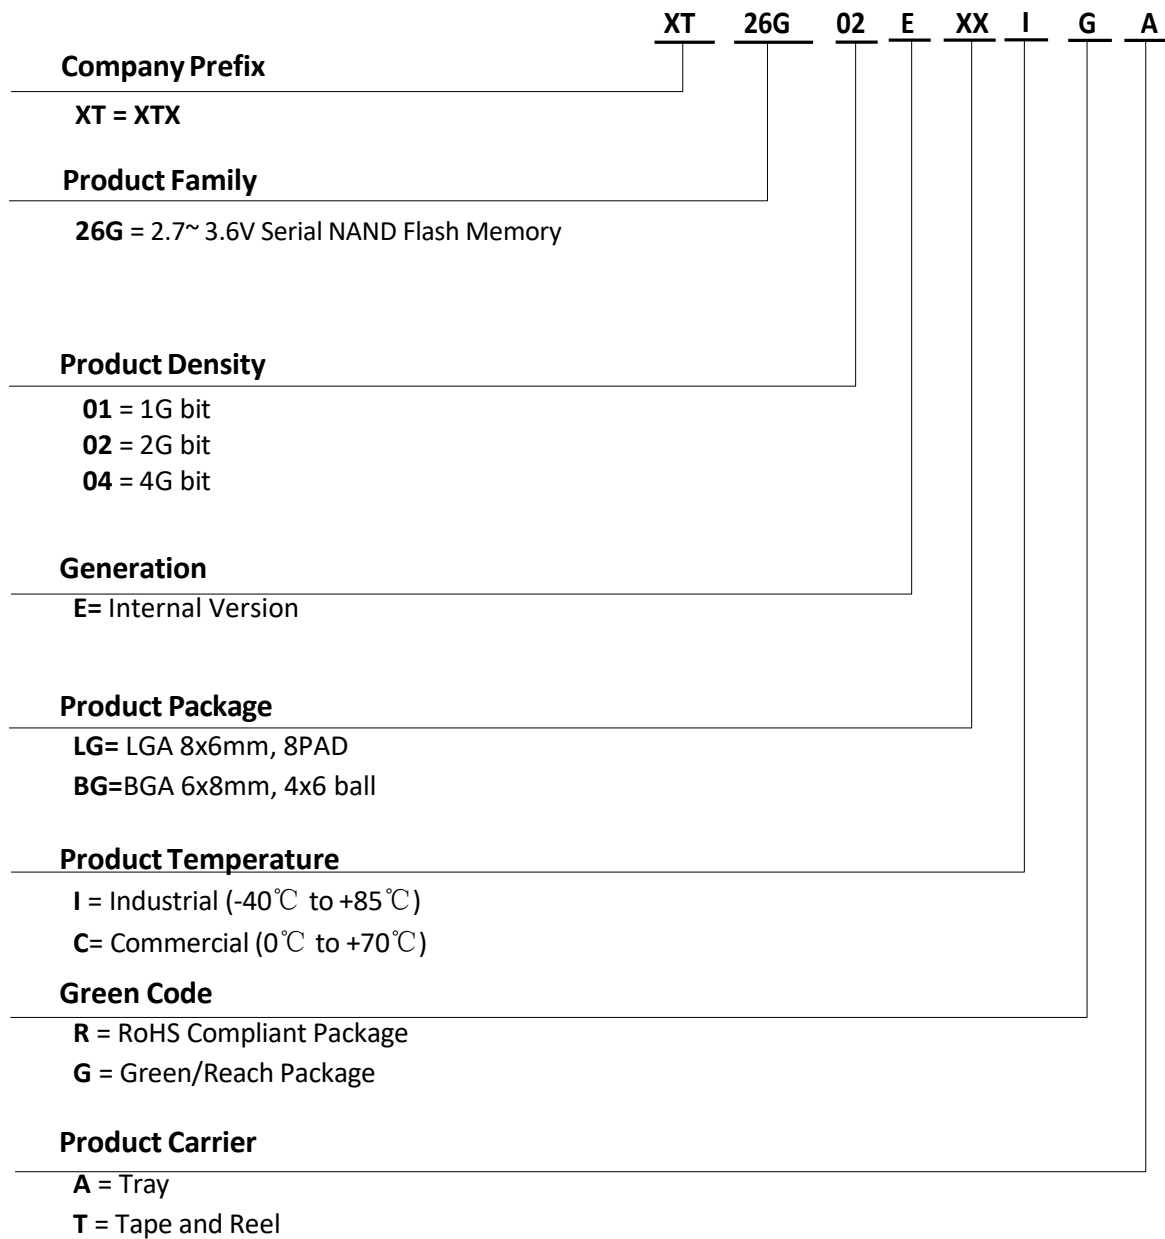 XT 26G 02 E XX I G A
Company Prefix
XT = XTX
Product Family
26G = 2.7~ 3.6V Serial NAND Flash Memory
Product Density
01 = 1G bit
02 = 2G bit
04 = 4G bit
Generation
E= Internal Version
Product Package
LG= LGA 8x6mm, 8PAD
BG=BGA 6x8mm, 4x6 ball
Product Temperature
I = Industrial (-40℃ to +85℃)
C= Commercial (0℃ to +70℃)
Green Code
R = RoHS Compliant Package
G = Green/Reach Package
Product Carrier
A = Tray
T = Tape and Reel